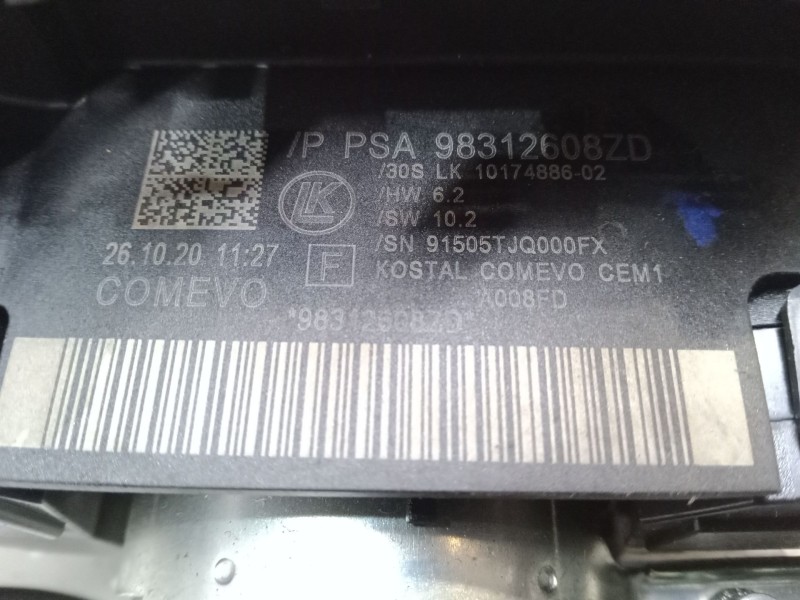 /P PSA 98312608ZD
/30S LK 10174886-02
/HW 6.2
/SW 10.2
/SN 91505TJQ000FX
KOSTAL COMEVO CEM1
A008FD
LK
F
26.10.20 11:27
COMEVO
*98312608ZD*